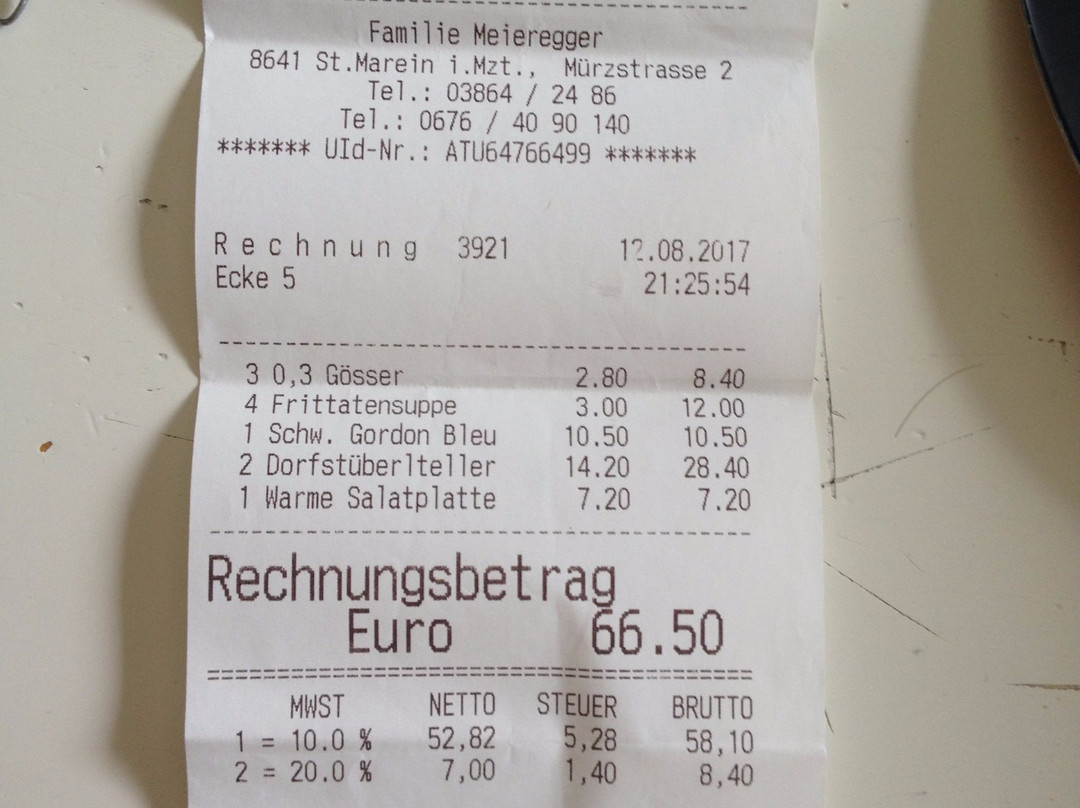 Familie Meieregger
8641 St.Marein i.Mzt., Mürzstrasse 2
Tel.: 03864 / 24 86
Tel.: 0676 / 40 90 140
******* UId-Nr.: ATU64766499 *******
Rechnung 3921 12.08.2017
Ecke 5 21:25:54
3 0,3 Gösser 2.80 8.40
4 Frittatensuppe 3.00 12.00
1 Schw. Gordon Bleu 10.50 10.50
2 Dorfstüberlteller 14.20 28.40
1 Warme Salatplatte 7.20 7.20
Rechnungsbetrag
Euro 66.50
MWST NETTO STEUER BRUTTO
1 = 10.0 % 52,82 5,28 58,10
2 = 20.0 % 7,00 1,40 8,40